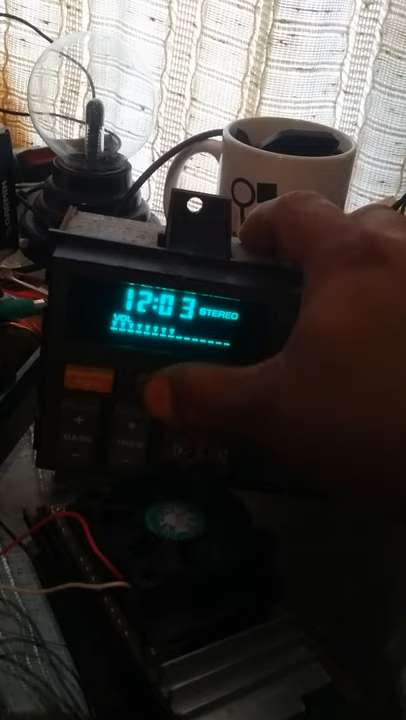 12:03 STEREO
VOL
+ +
BASS TREB
- -